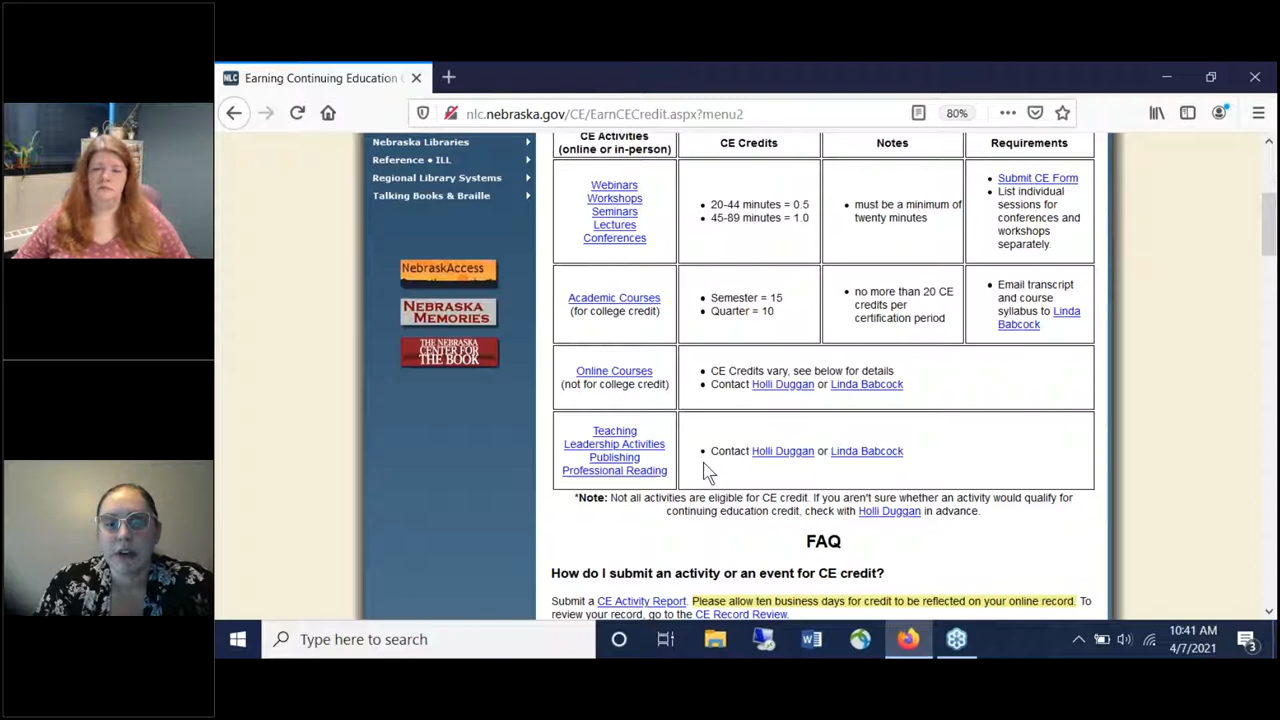 NLC Earning Continuing Education
nlc.nebraska.gov/CE/EarnCECredit.aspx?menu2
80%
Nebraska Libraries
Reference • ILL
Regional Library Systems
Talking Books & Braille
NebraskAccess
NEBRASKA
MEMORIES
THE NEBRASKA
CENTER FOR
THE BOOK
CE Activities
(online or in-person)
CE Credits
Notes
Requirements
Webinars
Workshops
Seminars
Lectures
Conferences
• 20-44 minutes = 0.5
• 45-89 minutes = 1.0
• must be a minimum of
twenty minutes
• Submit CE Form
• List individual
sessions for
conferences and
workshops
separately.
Academic Courses
(for college credit)
• Semester = 15
• Quarter = 10
• no more than 20 CE
credits per
certification period
• Email transcript
and course
syllabus to Linda
Babcock
Online Courses
(not for college credit)
• CE Credits vary, see below for details
• Contact Holli Duggan or Linda Babcock
Teaching
Leadership Activities
Publishing
Professional Reading
• Contact Holli Duggan or Linda Babcock
*Note: Not all activities are eligible for CE credit. If you aren't sure whether an activity would qualify for
continuing education credit, check with Holli Duggan in advance.
FAQ
How do I submit an activity or an event for CE credit?
Submit a CE Activity Report. Please allow ten business days for credit to be reflected on your online record. To
review your record, go to the CE Record Review.
Type here to search
10:41 AM
4/7/2021
3